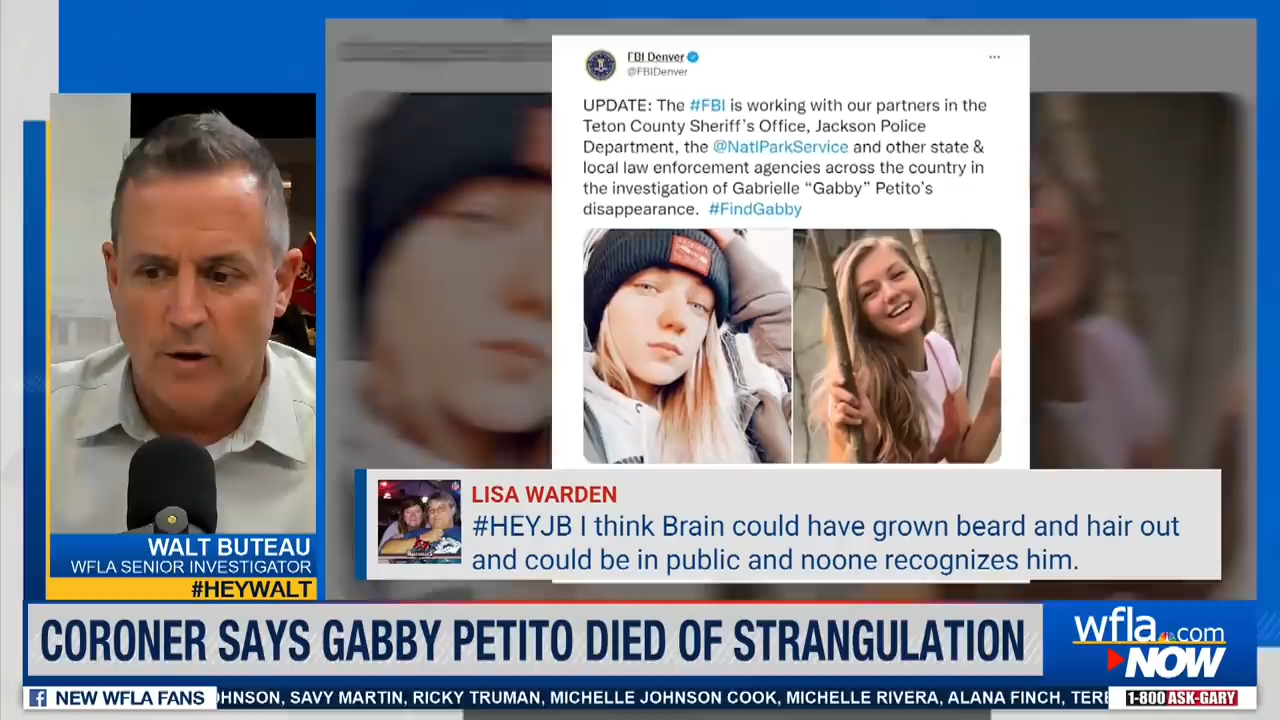 FBI Denver
@FBIDenver
UPDATE: The #FBI is working with our partners in the
Teton County Sheriff's Office, Jackson Police
Department, the @NatlParkService and other state &
local law enforcement agencies across the country in
the investigation of Gabrielle “Gabby” Petito's
disappearance. #FindGabby
LISA WARDEN
#HEYJB I think Brain could have grown beard and hair out
and could be in public and noone recognizes him.
WALT BUTEAU
WFLA SENIOR INVESTIGATOR
#HEYWALT
CORONER SAYS GABBY PETITO DIED OF STRANGULATION
wfla.com
NOW
NEW WFLA FANS
OHNSON, SAVY MARTIN, RICKY TRUMAN, MICHELLE JOHNSON COOK, MICHELLE RIVERA, ALANA FINCH, TERE
1-800 ASK-GARY